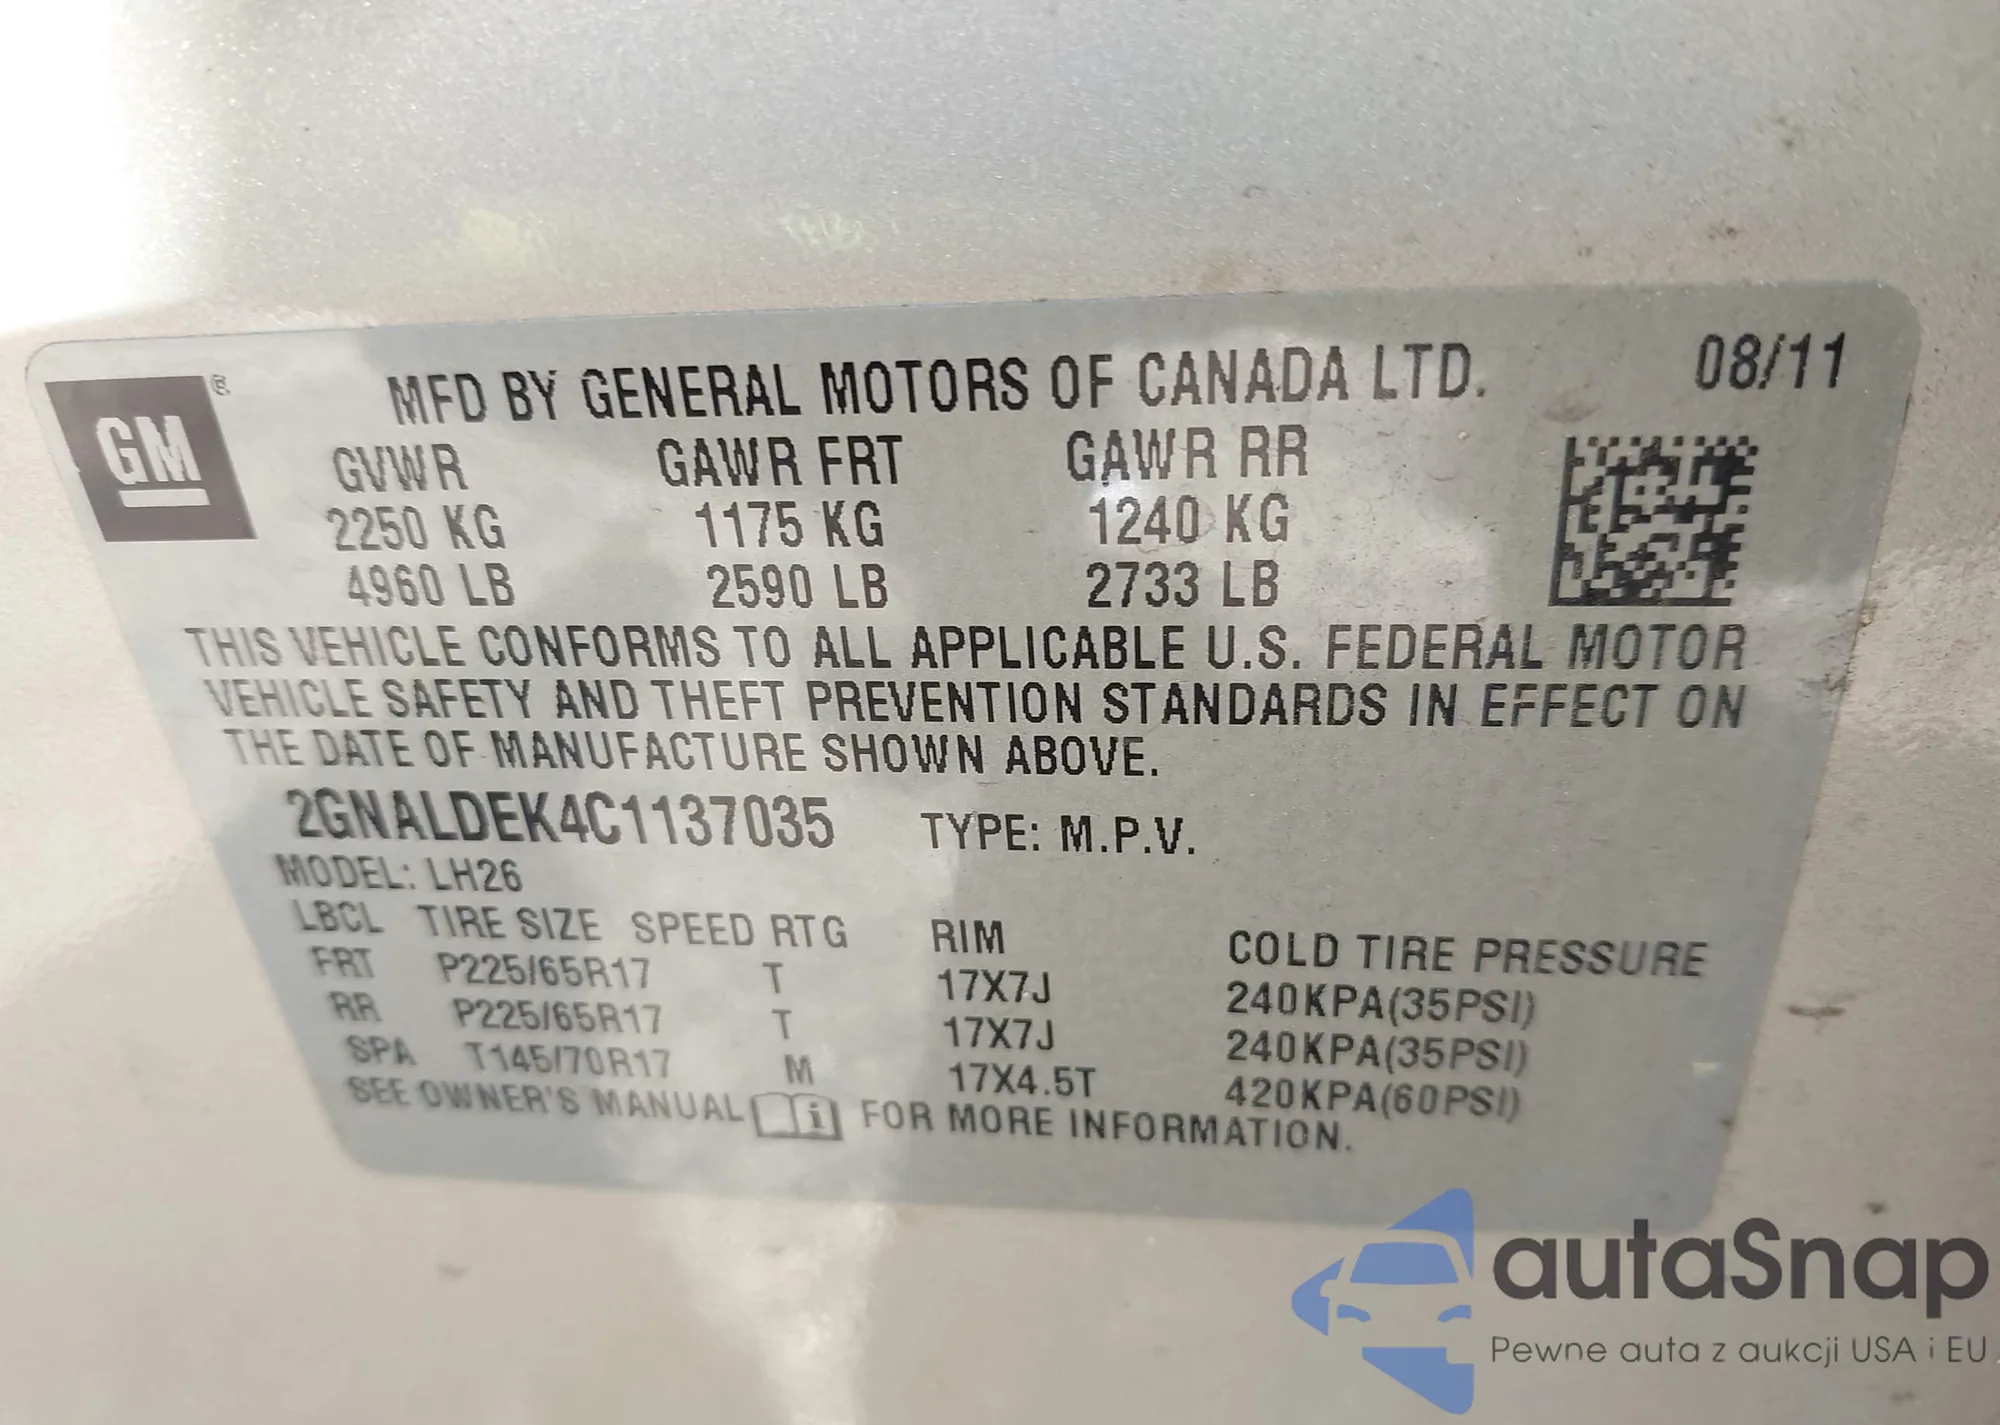 GM®
MFD BY GENERAL MOTORS OF CANADA LTD. 08/11
GVWR GAWR FRT GAWR RR
2250 KG 1175 KG 1240 KG
4960 LB 2590 LB 2733 LB
THIS VEHICLE CONFORMS TO ALL APPLICABLE U.S. FEDERAL MOTOR
VEHICLE SAFETY AND THEFT PREVENTION STANDARDS IN EFFECT ON
THE DATE OF MANUFACTURE SHOWN ABOVE.
2GNALDEK4C1137035 TYPE: M.P.V.
MODEL: LH26
LBCL TIRE SIZE SPEED RTG RIM COLD TIRE PRESSURE
FRT P225/65R17 T 17X7J 240KPA(35PSI)
RR P225/65R17 T 17X7J 240KPA(35PSI)
SPA T145/70R17 M 17X4.5T 420KPA(60PSI)
SEE OWNER'S MANUAL i FOR MORE INFORMATION.
autaSnap
Pewne auta z aukcji USA i EU